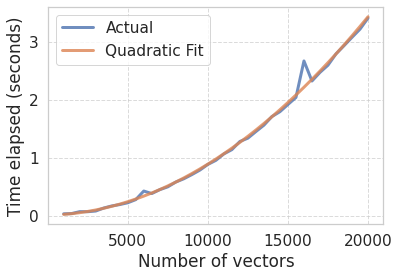 Actual
Quadratic Fit
Time elapsed (seconds)
3
2
1
0
5000 10000 15000 20000
Number of vectors